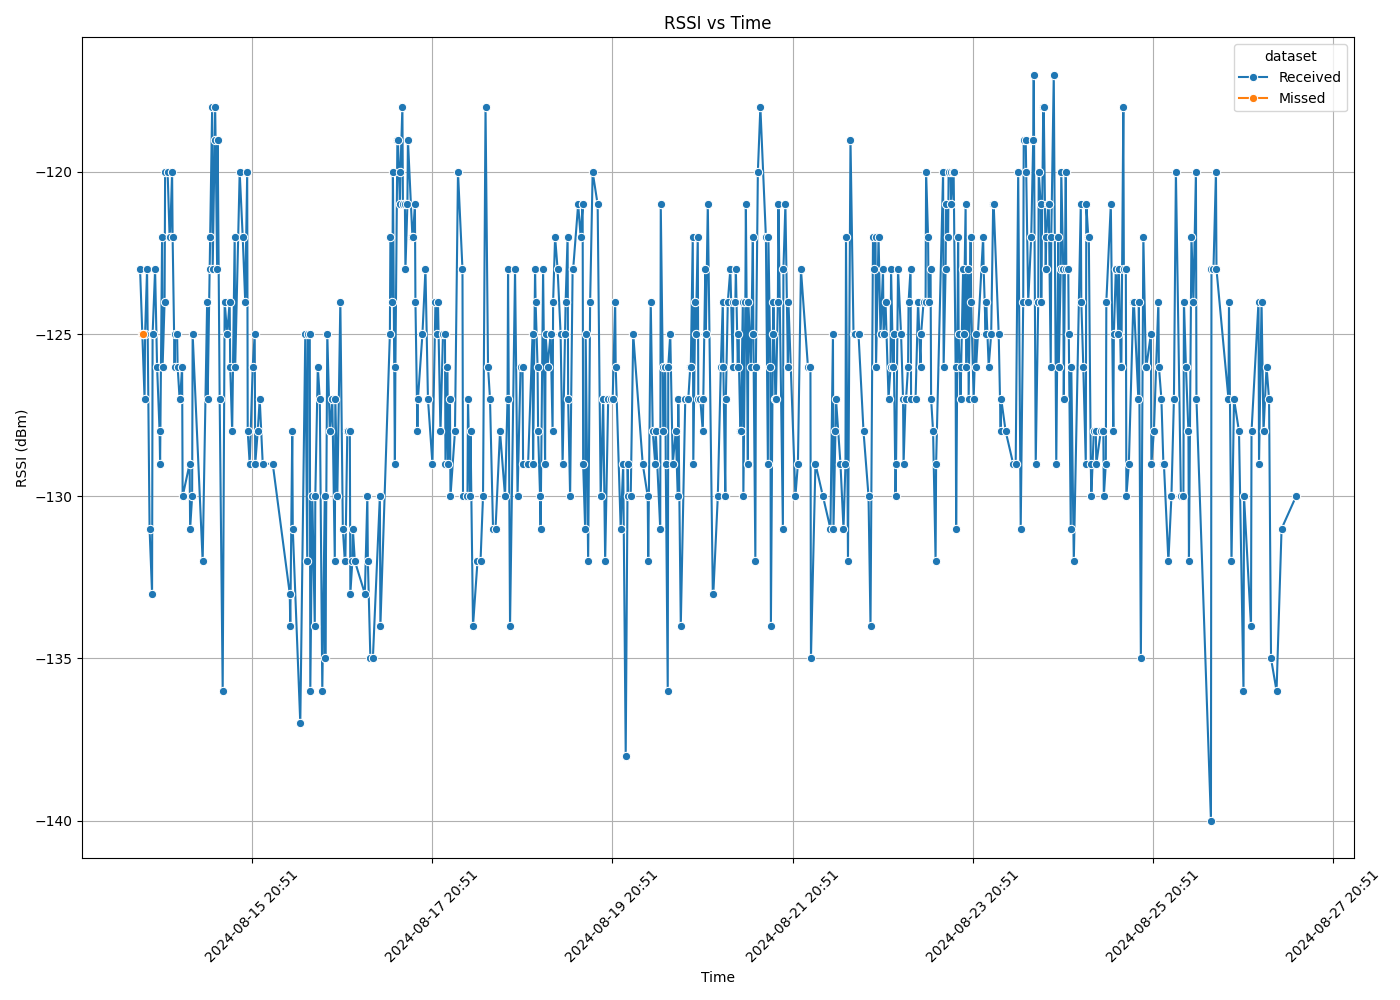 RSSI vs Time
dataset
Received
Missed
RSSI (dBm)
−120
−125
−130
−135
−140
2024-08-15 20:51
2024-08-17 20:51
2024-08-19 20:51
2024-08-21 20:51
2024-08-23 20:51
2024-08-25 20:51
2024-08-27 20:51
Time